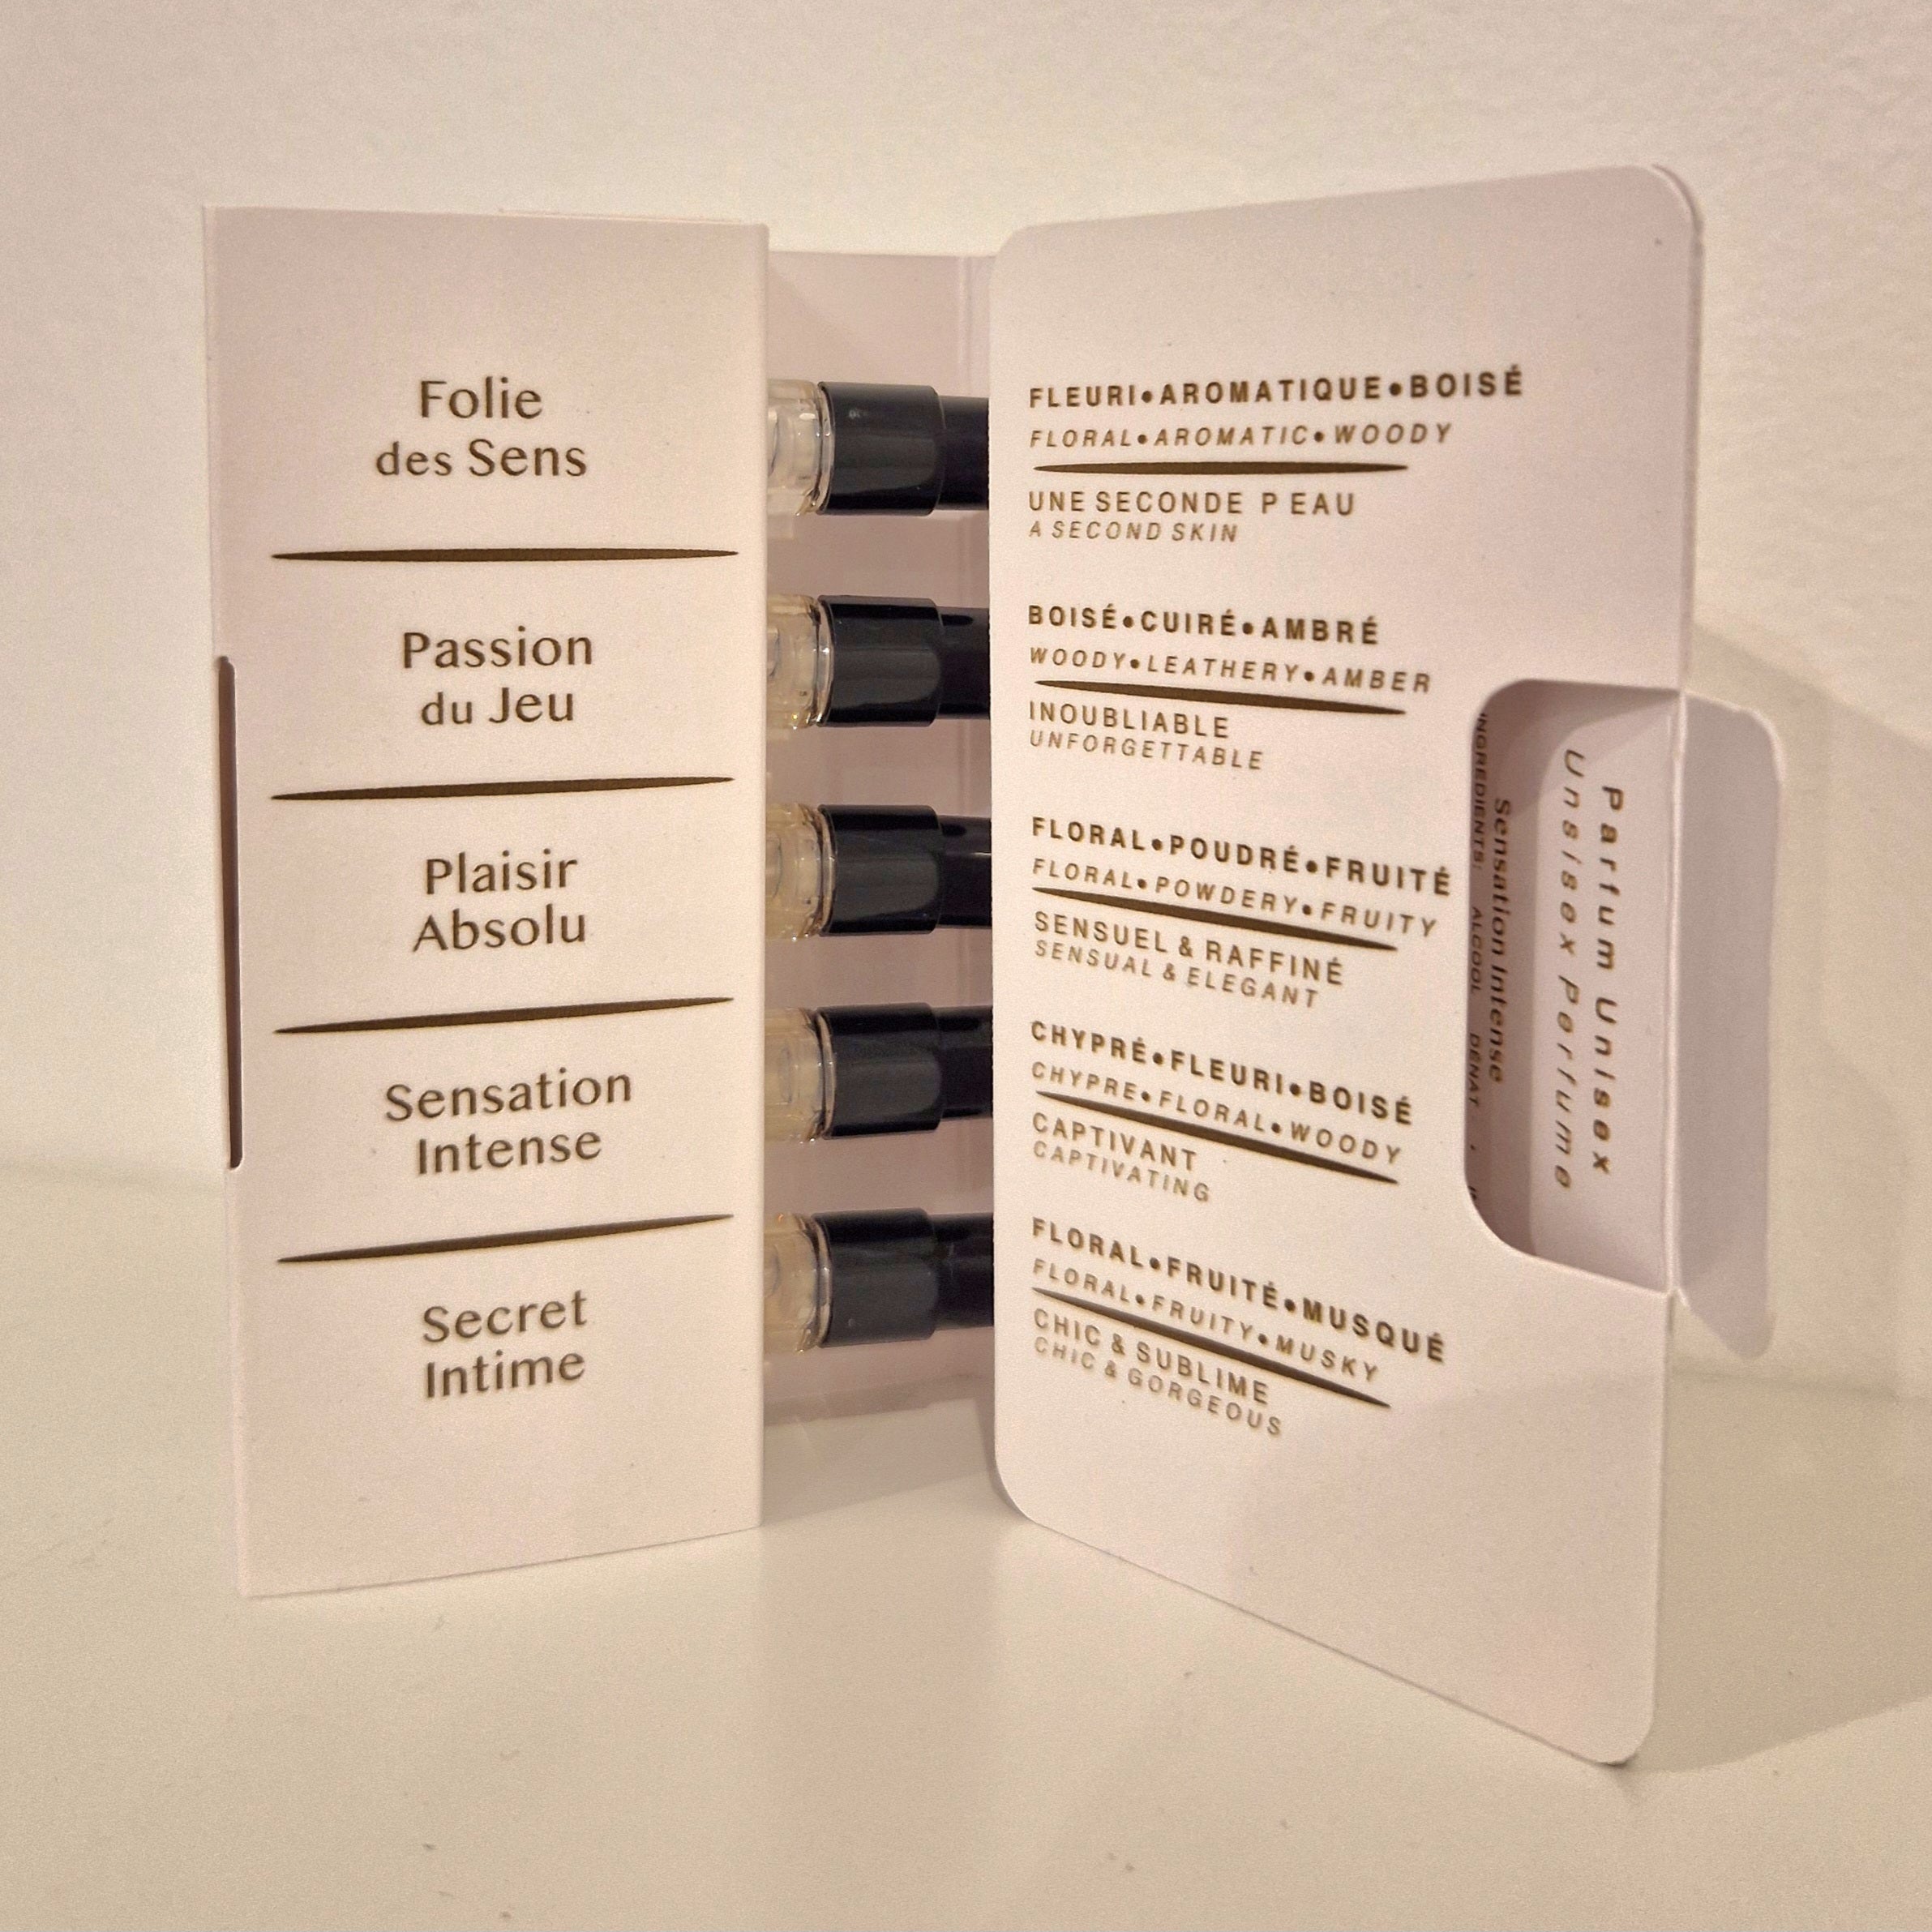 Folie
des Sens
Passion
du Jeu
Plaisir
Absolu
Sensation
Intense
Secret
Intime
FLEURI•AROMATIQUE•BOISÉ
FLORAL•AROMATIC•WOODY
UNE SECONDE P EAU
A SECOND SKIN
BOISÉ•CUIRÉ•AMBRÉ
WOODY•LEATHERY•AMBER
INOUBLIABLE
UNFORGETTABLE
FLORAL•POUDRÉ•FRUITÉ
FLORAL•POWDERY•FRUITY
SENSUEL & RAFFINÉ
SENSUAL & ELEGANT
CHYPRÉ•FLEURI•BOISÉ
CHYPRE•FLORAL•WOODY
CAPTIVANT
CAPTIVATING
FLORAL•FRUITÉ•MUSQUÉ
FLORAL•FRUITY•MUSKY
CHIC & SUBLIME
CHIC & GORGEOUS
Parfum Unisex
Unsisex Perfume
Sensation Intense
INGREDIENTS: ALCOOL DENAT.